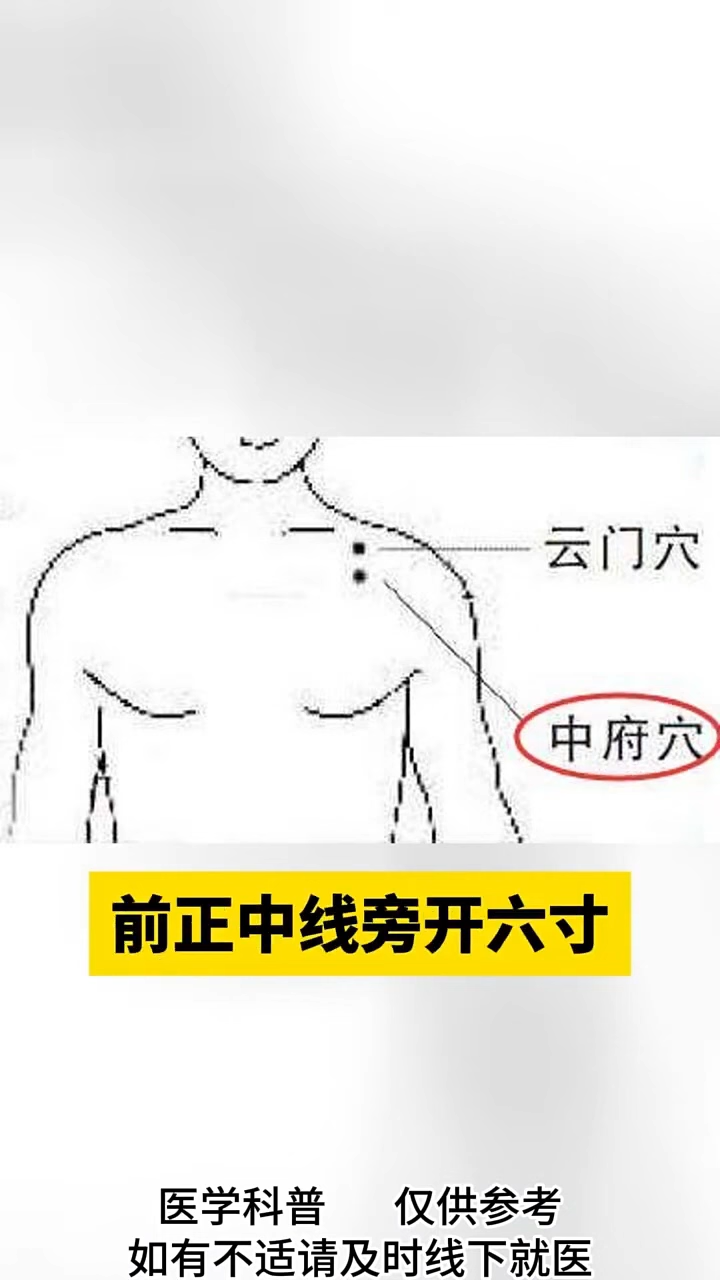 云门穴
中府穴
前正中线旁开六寸
医学科普 仅供参考
如有不适请及时线下就医